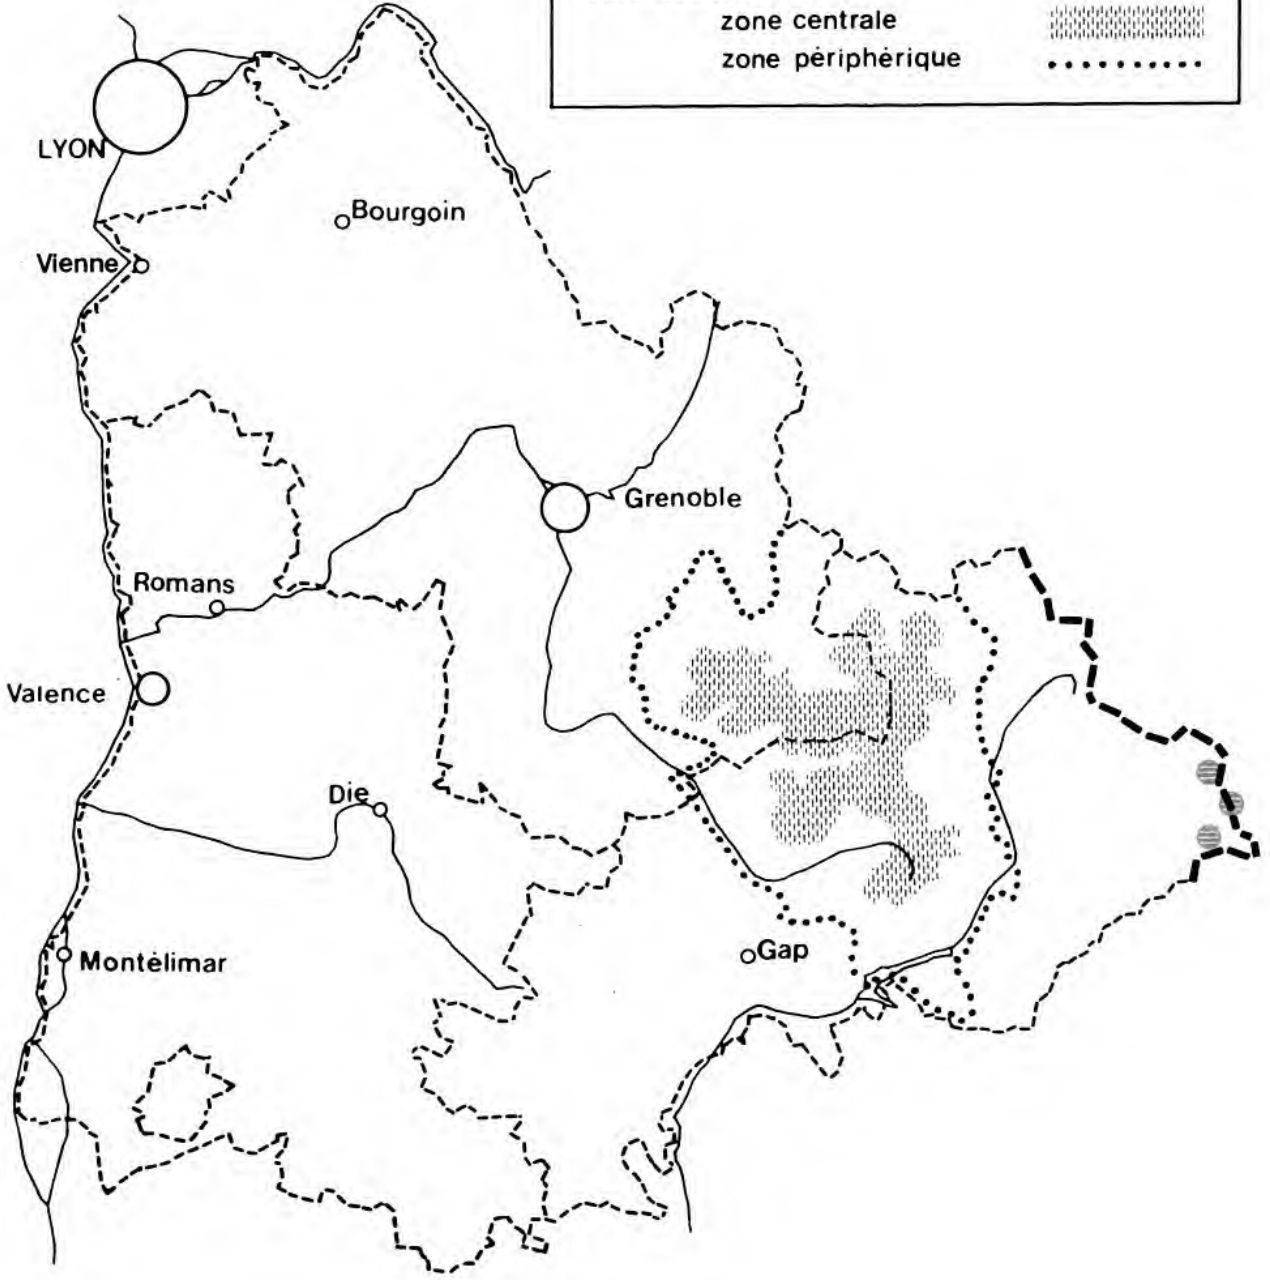 zone centrale
zone périphérique
LYON
Bourgoin
Vienne
Grenoble
Romans
Valence
Die
Montélimar
Gap